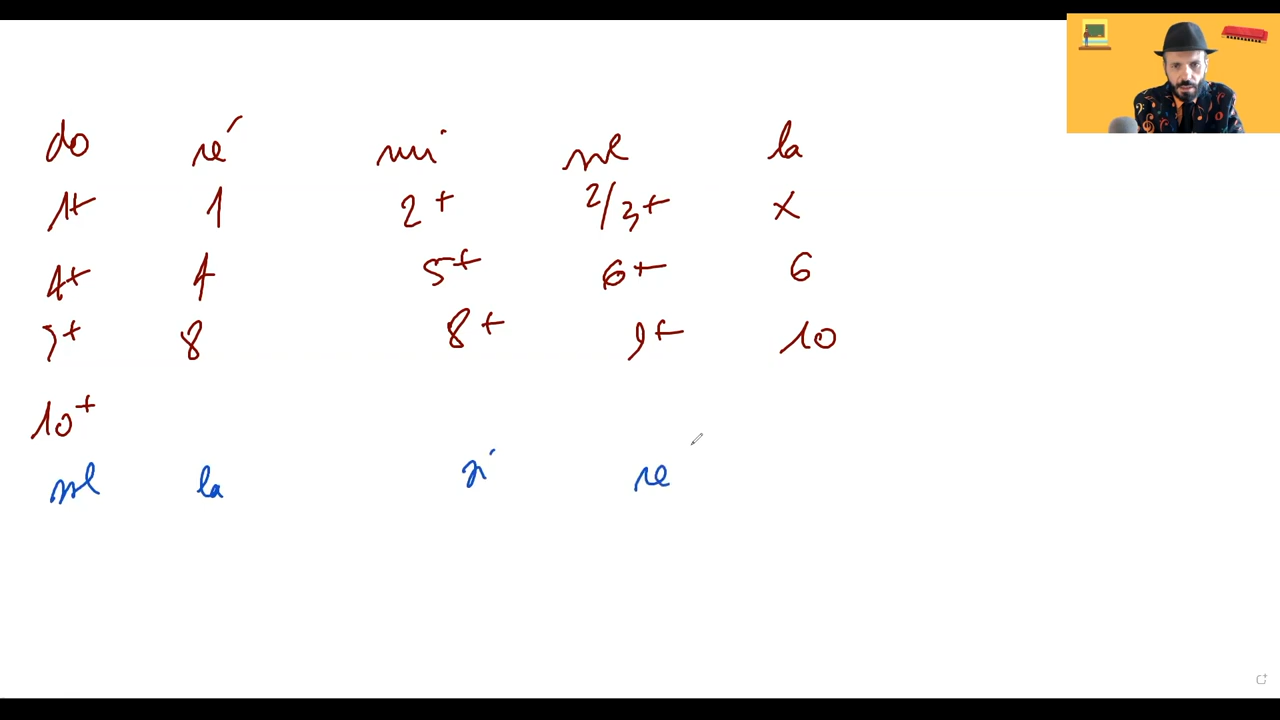 do ré mi sol la
1+ 1 2+ 2/3+ x
4+ 4 5+ 6+ 6
7+ 8 8+ 9+ 10
10+
sol la si re